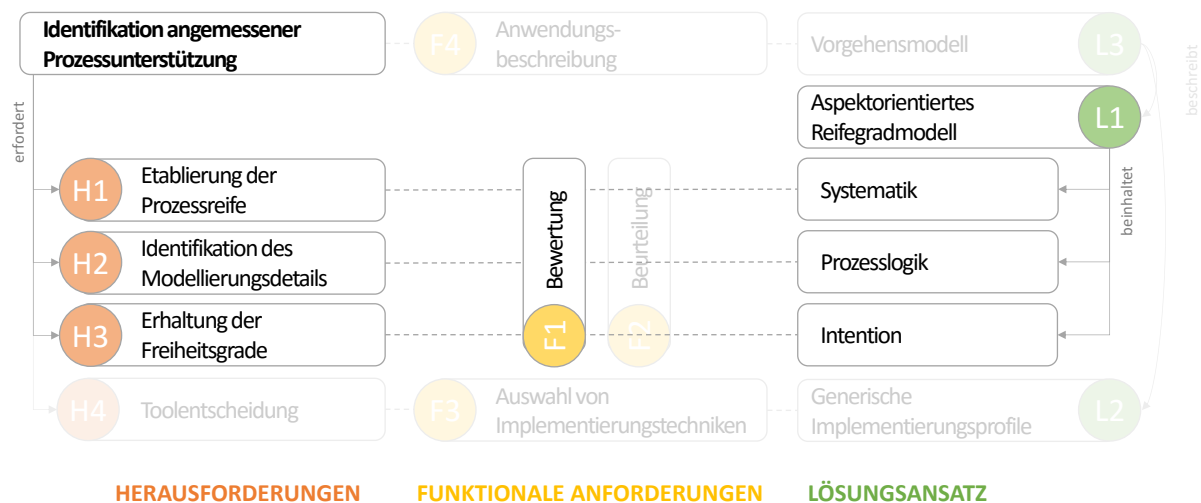 Identifikation angemessener
Prozessunterstützung
F4
Anwendungs-
beschreibung
Vorgehensmodell
L3
beschreibt
erfordert
Aspektorientiertes
Reifegradmodell
L1
H1
Etablierung der
Prozessreife
Bewertung
F1
Beurteilung
F2
Systematik
beinhaltet
H2
Identifikation des
Modellierungsdetails
Prozesslogik
H3
Erhaltung der
Freiheitsgrade
Intention
H4
Toolentscheidung
F3
Auswahl von
Implementierungstechniken
Generische
Implementierungsprofile
L2
HERAUSFORDERUNGEN
FUNKTIONALE ANFORDERUNGEN
LÖSUNGSANSATZ